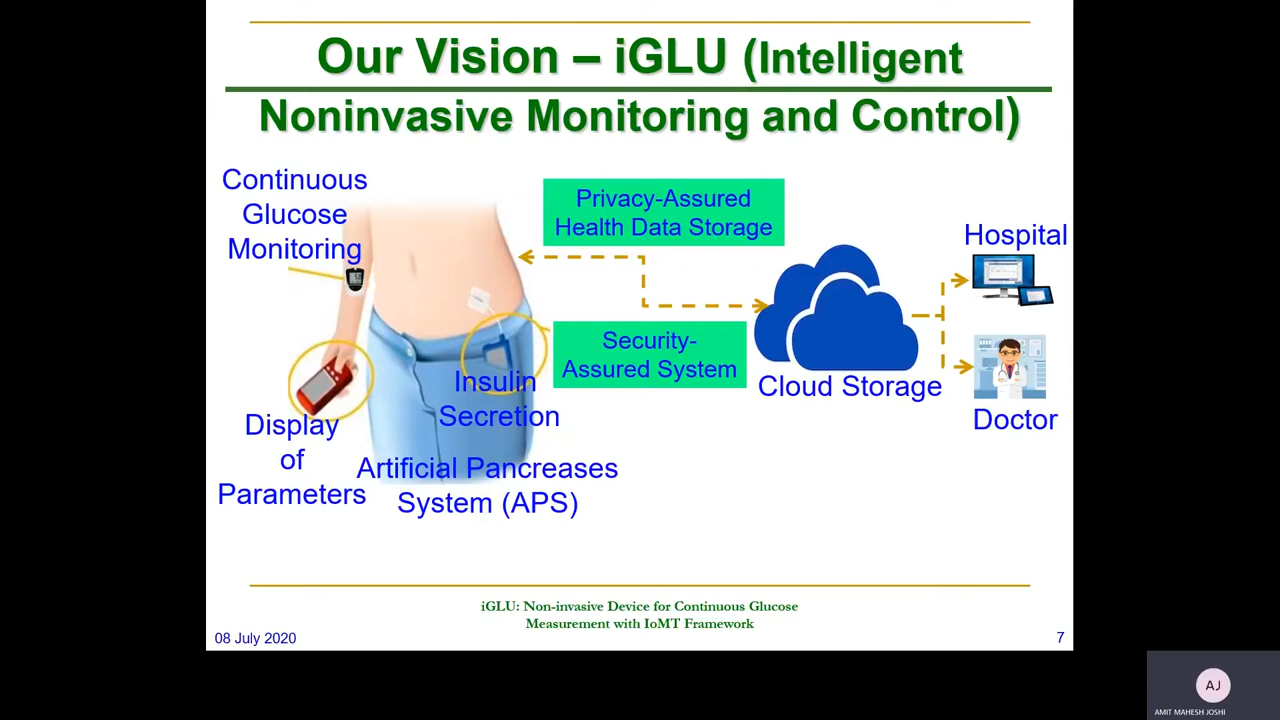 Our Vision – iGLU (Intelligent
Noninvasive Monitoring and Control)
Continuous
Glucose
Monitoring
Privacy-Assured
Health Data Storage
Hospital
Security-
Assured System
Cloud Storage
Doctor
Insulin
Secretion
Display
of
Parameters
Artificial Pancreases
System (APS)
iGLU: Non-invasive Device for Continuous Glucose
Measurement with IoMT Framework
08 July 2020
7
AJ
AMIT MAHESH JOSHI